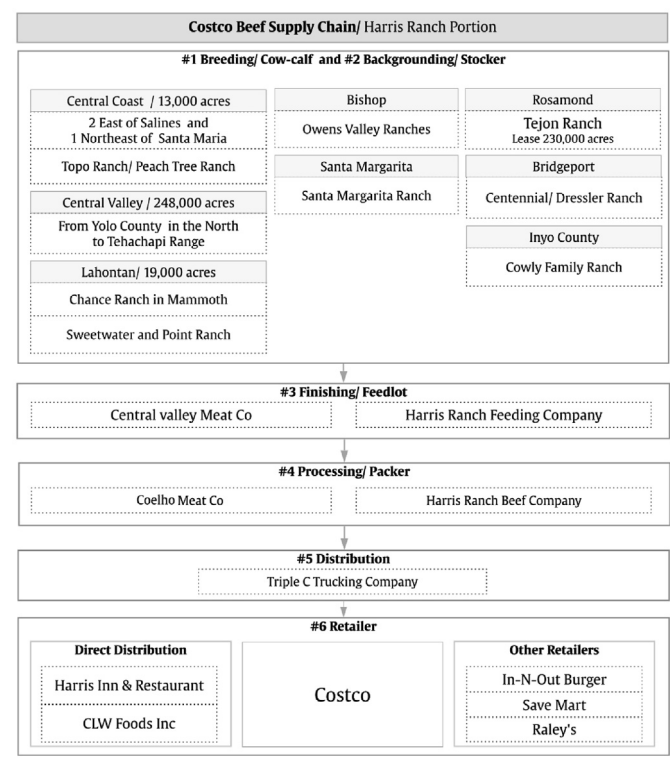 Costco Beef Supply Chain/ Harris Ranch Portion
#1 Breeding/ Cow-calf and #2 Backgrounding/ Stocker
Central Coast / 13,000 acres
2 East of Salines and
1 Northeast of Santa Maria
Topo Ranch/ Peach Tree Ranch
Central Valley / 248,000 acres
From Yolo County in the North
to Tehachapi Range
Lahontan/ 19,000 acres
Chance Ranch in Mammoth
Sweetwater and Point Ranch
Bishop
Owens Valley Ranches
Santa Margarita
Santa Margarita Ranch
Rosamond
Tejon Ranch
Lease 230,000 acres
Bridgeport
Centennial/ Dressler Ranch
Inyo County
Cowly Family Ranch
#3 Finishing/ Feedlot
Central valley Meat Co
Harris Ranch Feeding Company
#4 Processing/ Packer
Coelho Meat Co
Harris Ranch Beef Company
#5 Distribution
Triple C Trucking Company
#6 Retailer
Direct Distribution
Harris Inn & Restaurant
CLW Foods Inc
Costco
Other Retailers
In-N-Out Burger
Save Mart
Raley's